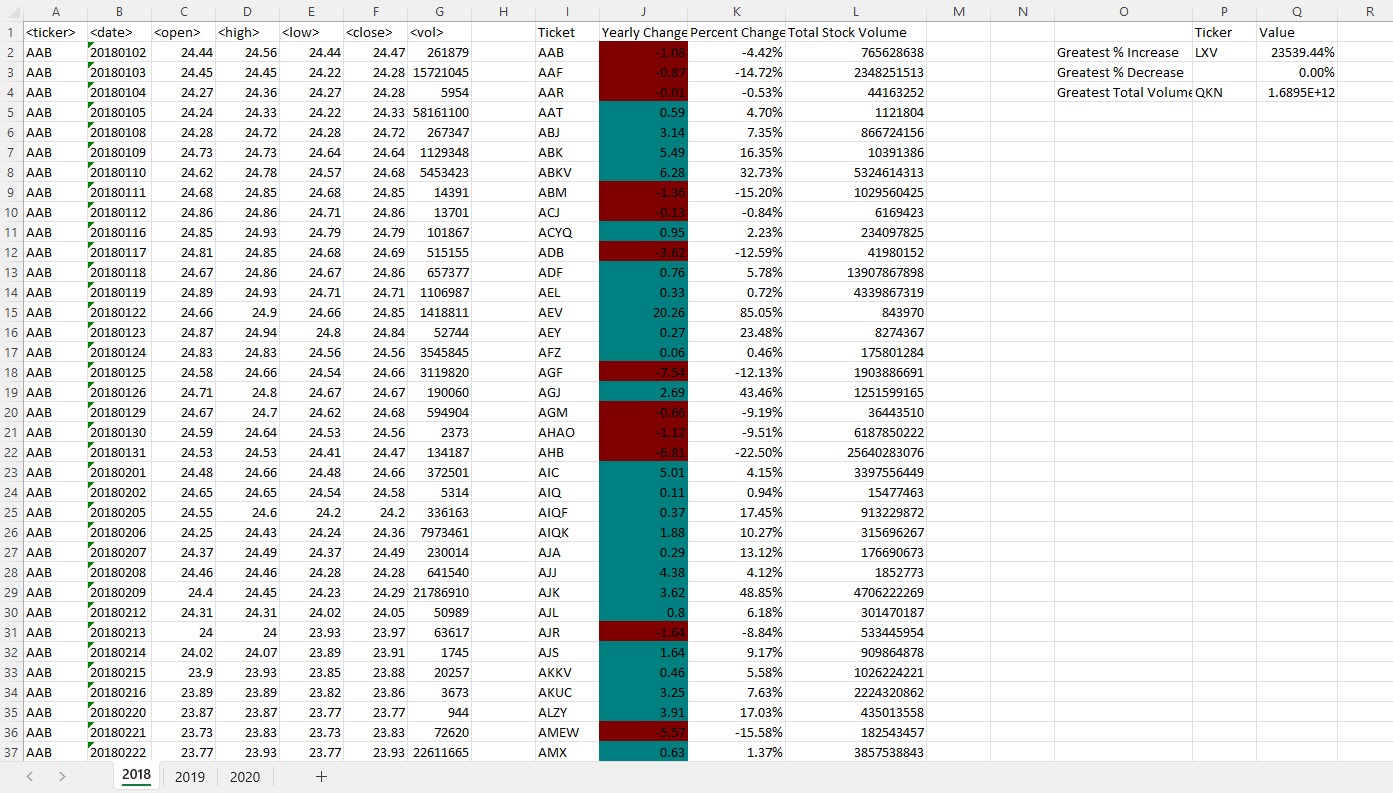 A B C D E F G H I J K L M N O P Q R
1 <ticker> <date> <open> <high> <low> <close> <vol> Ticket Yearly Change Percent Change Total Stock Volume Ticker Value
2 AAB 20180102 24.44 24.56 24.44 24.47 261879 AAB -1.08 -4.42% 765628638 Greatest % Increase LXV 23539.44%
3 AAB 20180103 24.45 24.45 24.22 24.28 15721045 AAF -0.87 -14.72% 2348251513 Greatest % Decrease 0.00%
4 AAB 20180104 24.27 24.36 24.27 24.28 5954 AAR -0.01 -0.53% 44163252 Greatest Total Volume QKN 1.6895E+12
5 AAB 20180105 24.24 24.33 24.22 24.33 58161100 AAT 0.59 4.70% 1121804
6 AAB 20180108 24.28 24.72 24.28 24.72 267347 ABJ 3.14 7.35% 866724156
7 AAB 20180109 24.73 24.73 24.64 24.64 1129348 ABK 5.49 16.35% 10391386
8 AAB 20180110 24.62 24.78 24.57 24.68 5453423 ABKV 6.28 32.73% 5324614313
9 AAB 20180111 24.68 24.85 24.68 24.85 14391 ABM -1.36 -15.20% 1029560425
10 AAB 20180112 24.86 24.86 24.71 24.86 13701 ACJ -0.13 -0.84% 6169423
11 AAB 20180116 24.85 24.93 24.79 24.79 101867 ACYQ 0.95 2.23% 234097825
12 AAB 20180117 24.81 24.85 24.68 24.69 515155 ADB -3.62 -12.59% 41980152
13 AAB 20180118 24.67 24.86 24.67 24.86 657377 ADF 0.76 5.78% 13907867898
14 AAB 20180119 24.89 24.93 24.71 24.71 1106987 AEL 0.33 0.72% 4339867319
15 AAB 20180122 24.66 24.9 24.66 24.85 1418811 AEV 20.26 85.05% 843970
16 AAB 20180123 24.87 24.94 24.8 24.84 52744 AEY 0.27 23.48% 8274367
17 AAB 20180124 24.83 24.83 24.56 24.56 3545845 AFZ 0.06 0.46% 175801284
18 AAB 20180125 24.58 24.66 24.54 24.66 3119820 AGF -7.54 -12.13% 1903886691
19 AAB 20180126 24.71 24.8 24.67 24.67 190060 AGJ 2.69 43.46% 1251599165
20 AAB 20180129 24.67 24.7 24.62 24.68 594904 AGM -0.66 -9.19% 36443510
21 AAB 20180130 24.59 24.64 24.53 24.56 2373 AHAO -1.12 -9.51% 6187850222
22 AAB 20180131 24.53 24.53 24.41 24.47 134187 AHB -6.81 -22.50% 25640283076
23 AAB 20180201 24.48 24.66 24.48 24.66 372501 AIC 5.01 4.15% 3397556449
24 AAB 20180202 24.65 24.65 24.54 24.58 5314 AIQ 0.11 0.94% 15477463
25 AAB 20180205 24.55 24.6 24.2 24.2 336163 AIQF 0.37 17.45% 913229872
26 AAB 20180206 24.25 24.43 24.24 24.36 7973461 AIQK 1.88 10.27% 315696267
27 AAB 20180207 24.37 24.49 24.37 24.49 230014 AJA 0.29 13.12% 176690673
28 AAB 20180208 24.46 24.46 24.28 24.28 641540 AJJ 4.38 4.12% 1852773
29 AAB 20180209 24.4 24.45 24.23 24.29 21786910 AJK 3.62 48.85% 4706222269
30 AAB 20180212 24.31 24.31 24.02 24.05 50989 AJL 0.8 6.18% 301470187
31 AAB 20180213 24 24 23.93 23.97 63617 AJR -1.64 -8.84% 533445954
32 AAB 20180214 24.02 24.07 23.89 23.91 1745 AJS 1.64 9.17% 909864878
33 AAB 20180215 23.9 23.93 23.85 23.88 20257 AKKV 0.46 5.58% 1026224221
34 AAB 20180216 23.89 23.89 23.82 23.86 3673 AKUC 3.25 7.63% 2224320862
35 AAB 20180220 23.87 23.87 23.77 23.77 944 ALZY 3.91 17.03% 435013558
36 AAB 20180221 23.73 23.83 23.73 23.83 72620 AMEW -5.57 -15.58% 182543457
37 AAB 20180222 23.77 23.93 23.77 23.93 22611665 AMX 0.63 1.37% 3857538843
2018 2019 2020 +